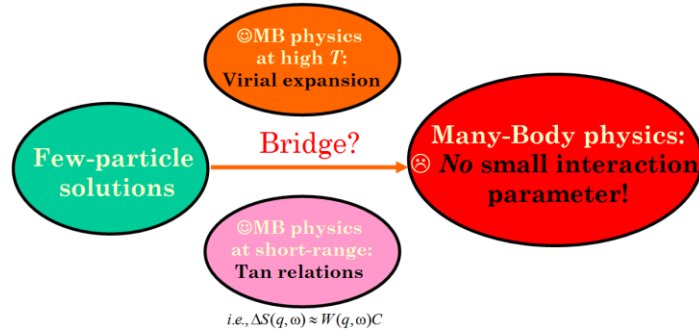 ☺MB physics
at high T:
Virial expansion
Few-particle
solutions
Bridge?
Many-Body physics:
☹ No small interaction
parameter!
☺MB physics
at short-range:
Tan relations
i.e., ΔS(q,ω) ≈ W(q,ω)C